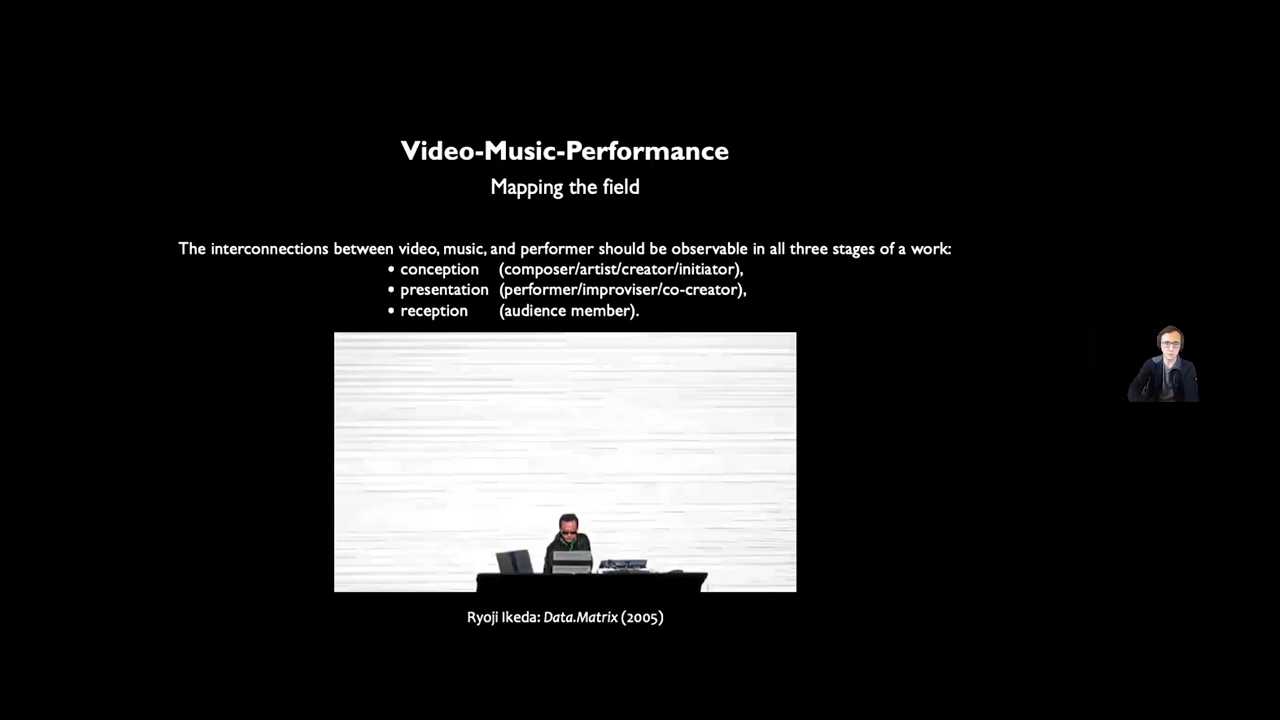 Video-Music-Performance
Mapping the field
The interconnections between video, music, and performer should be observable in all three stages of a work:
• conception (composer/artist/creator/initiator),
• presentation (performer/improviser/co-creator),
• reception (audience member).
Ryoji Ikeda: Data.Matrix (2005)